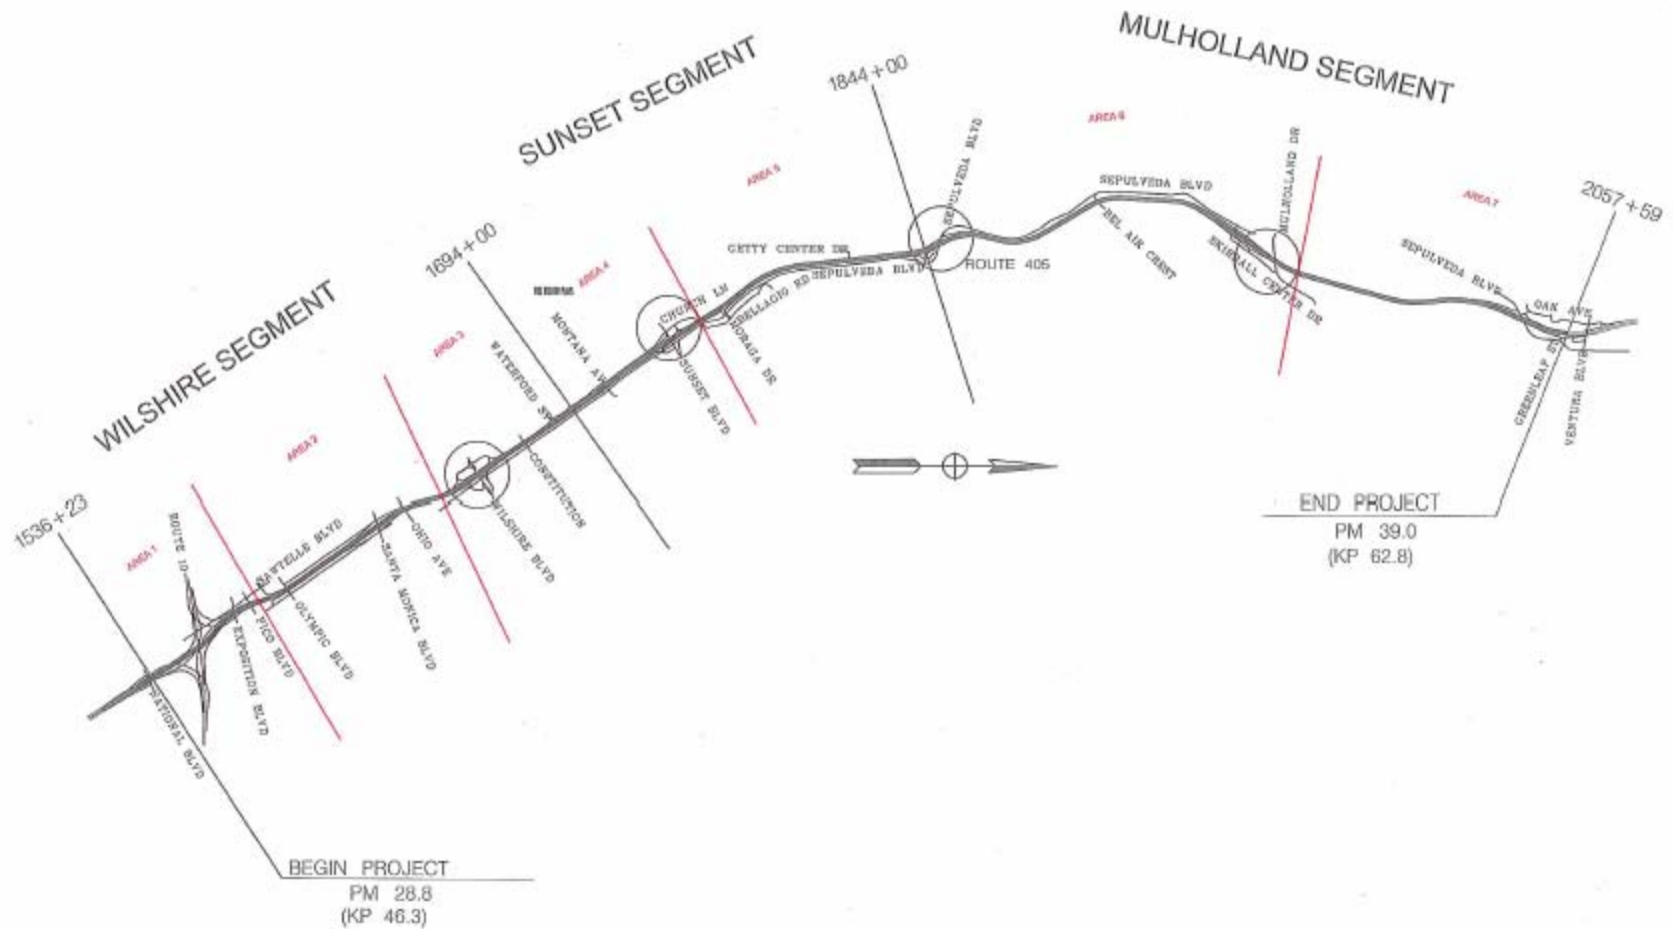 MULHOLLAND SEGMENT
SUNSET SEGMENT
WILSHIRE SEGMENT
1844+00
2057+59
1694+00
1536+23
AREA 1
AREA 2
AREA 3
AREA 4
AREA 5
AREA 6
AREA 7
ROUTE 10
NATIONAL BLVD
EXPOSITION BLVD
PICO BLVD
SAWTELLE BLVD
OLYMPIC BLVD
SANTA MONICA BLVD
OHIO AVE
WILSHIRE BLVD
CONSTITUTION
WATERFORD ST
MONTANA AV
CHURCH LN
SUNSET BLVD
MORAGA DR
BELLAGIO RD
GETTY CENTER DR
SEPULVEDA BLVD
SEPULVEDA BLVD
ROUTE 405
SEPULVEDA BLVD
BEL AIR CREST
MULHOLLAND DR
SKIRBALL CENTER DR
SEPULVEDA BLVD
OAK AVE
GREENLEAF
VENTURA BLVD
BEGIN PROJECT
PM 28.8
(KP 46.3)
END PROJECT
PM 39.0
(KP 62.8)